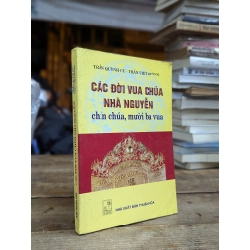 TRẦN QUỲNH CƯ - TRẦN VIỆT QUỲNH
CÁC ĐỜI VUA CHÚA
NHÀ NGUYỄN
chín chúa, mười ba vua
NHÀ XUẤT BẢN THUẬN HÓA